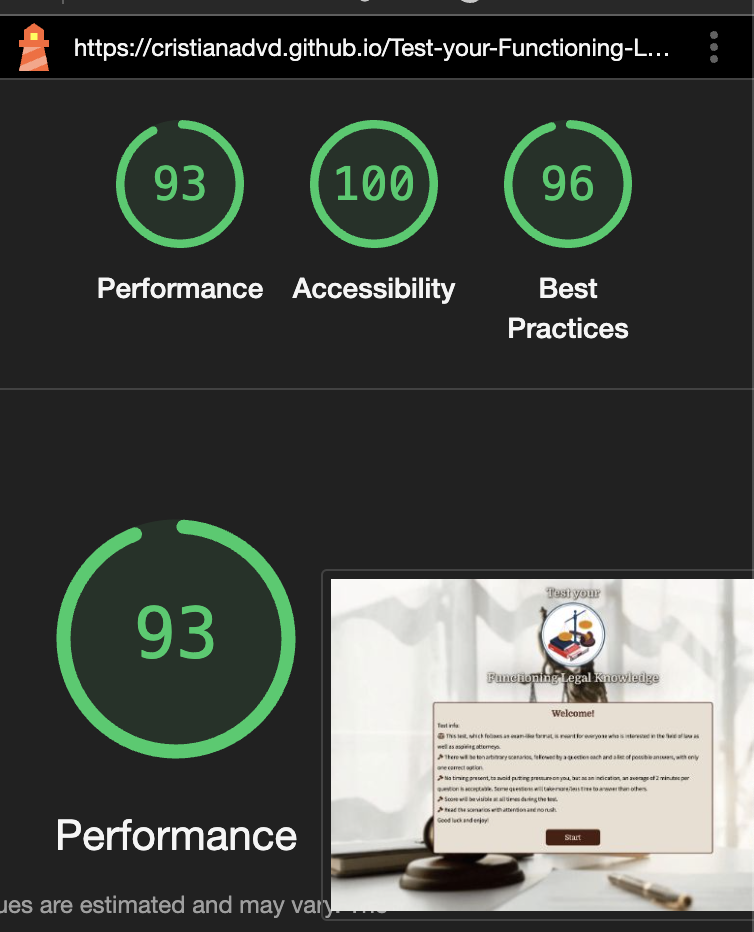 https://cristianadvd.github.io/Test-your-Functioning-L...
93
100
96
Performance
Accessibility
Best
Practices
93
Performance
ues are estimated and may vary. The
Test your
Functioning Legal Knowledge
Welcome!
Test info:
This test, which follows an exam-like format, is meant for everyone who is interested in the field of law as
well as aspiring attorneys.
There will be ten arbitrary scenarios, followed by a question each and a list of possible answers, with only
one correct option.
No timing present, to avoid putting pressure on you, but as an indication, an average of 2 minutes per
question is acceptable. Some questions will take more/less time to answer than others.
Score will be visible at all times during the test.
Read the scenarios with attention and no rush.
Good luck and enjoy!
Start